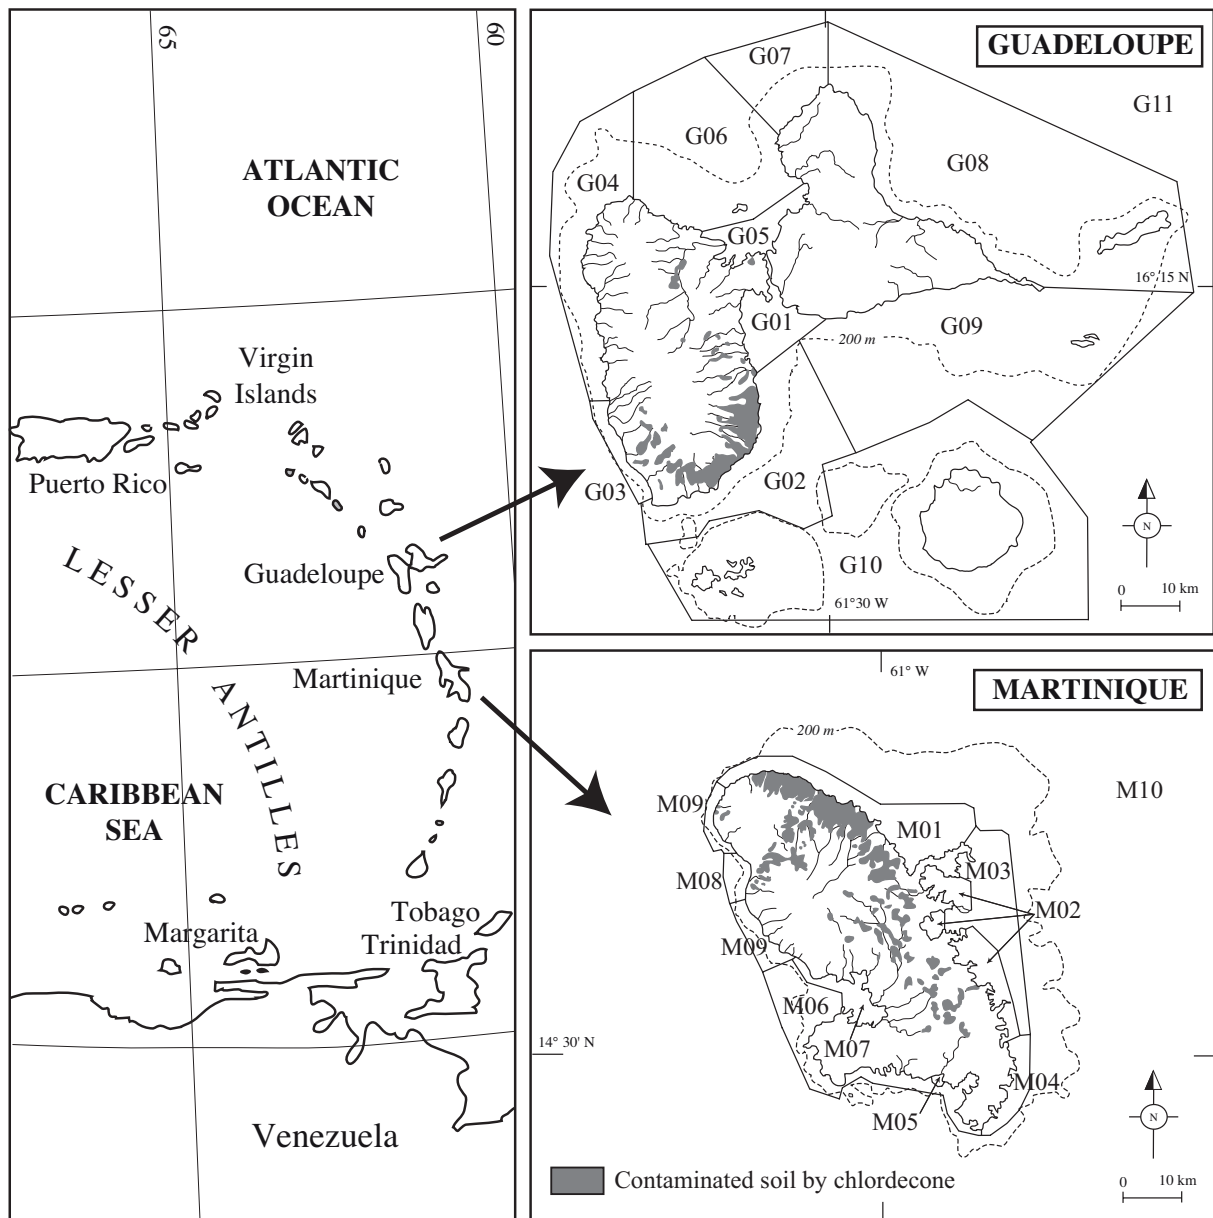 65
60
ATLANTIC
OCEAN
Virgin
Islands
Puerto Rico
Guadeloupe
LESSER
ANTILLES
Martinique
CARIBBEAN
SEA
Margarita
Tobago
Trinidad
Venezuela
GUADELOUPE
G07
G11
G06
G08
G04
G05
16° 15 N
G01
G09
200 m
G03
G02
G10
61°30 W
N
0 10 km
61° W
MARTINIQUE
200 m
M09
M10
M01
M03
M08
M02
M09
M06
14° 30' N
M07
M04
M05
N
Contaminated soil by chlordecone
0 10 km